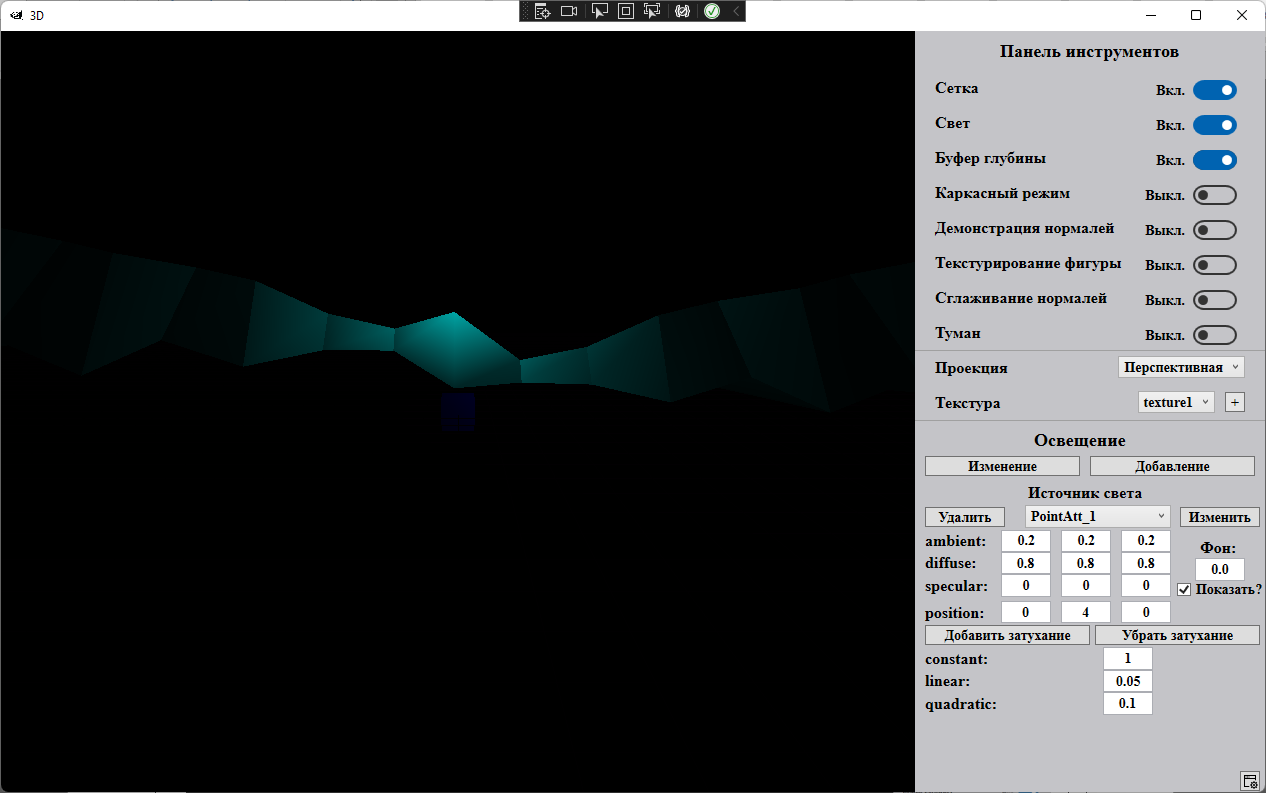 3D
Панель инструментов
Сетка Вкл.
Свет Вкл.
Буфер глубины Вкл.
Каркасный режим Выкл.
Демонстрация нормалей Выкл.
Текстурирование фигуры Выкл.
Сглаживание нормалей Выкл.
Туман Выкл.
Проекция Перспективная
Текстура texture1 +
Освещение
Изменение Добавление
Источник света
Удалить PointAtt_1 Изменить
ambient: 0.2 0.2 0.2
Фон:
diffuse: 0.8 0.8 0.8
0.0
specular: 0 0 0
Показать?
position: 0 4 0
Добавить затухание Убрать затухание
constant: 1
linear: 0.05
quadratic: 0.1